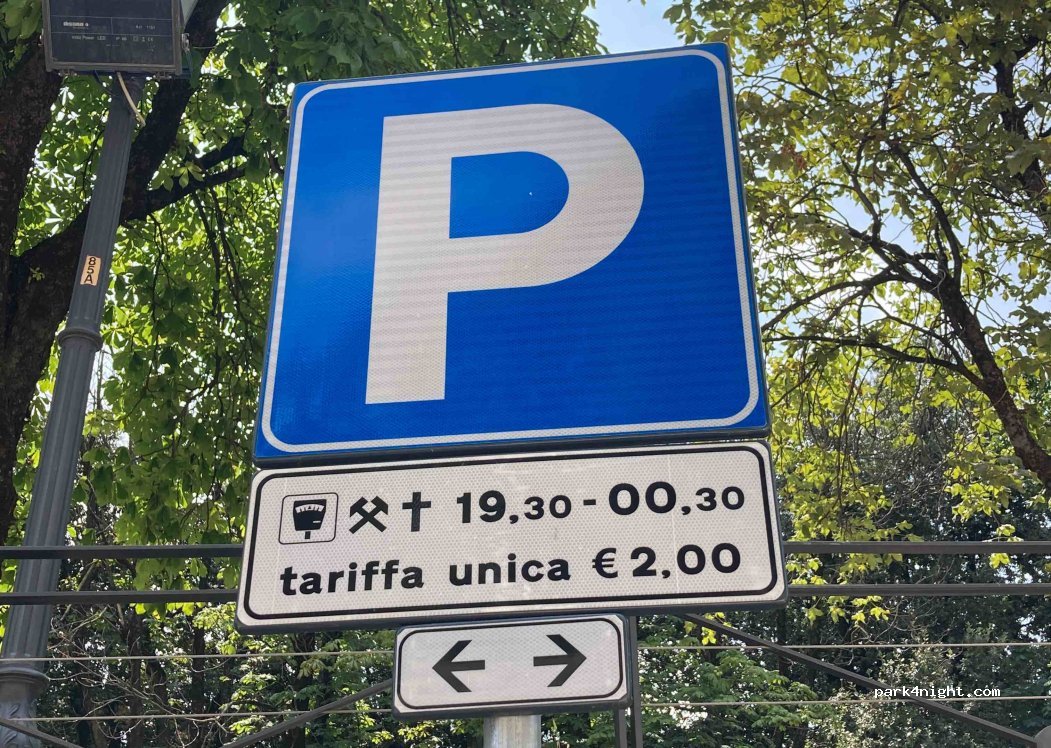 85A
P
19,30 - 00,30
tariffa unica € 2,00
park4night.com